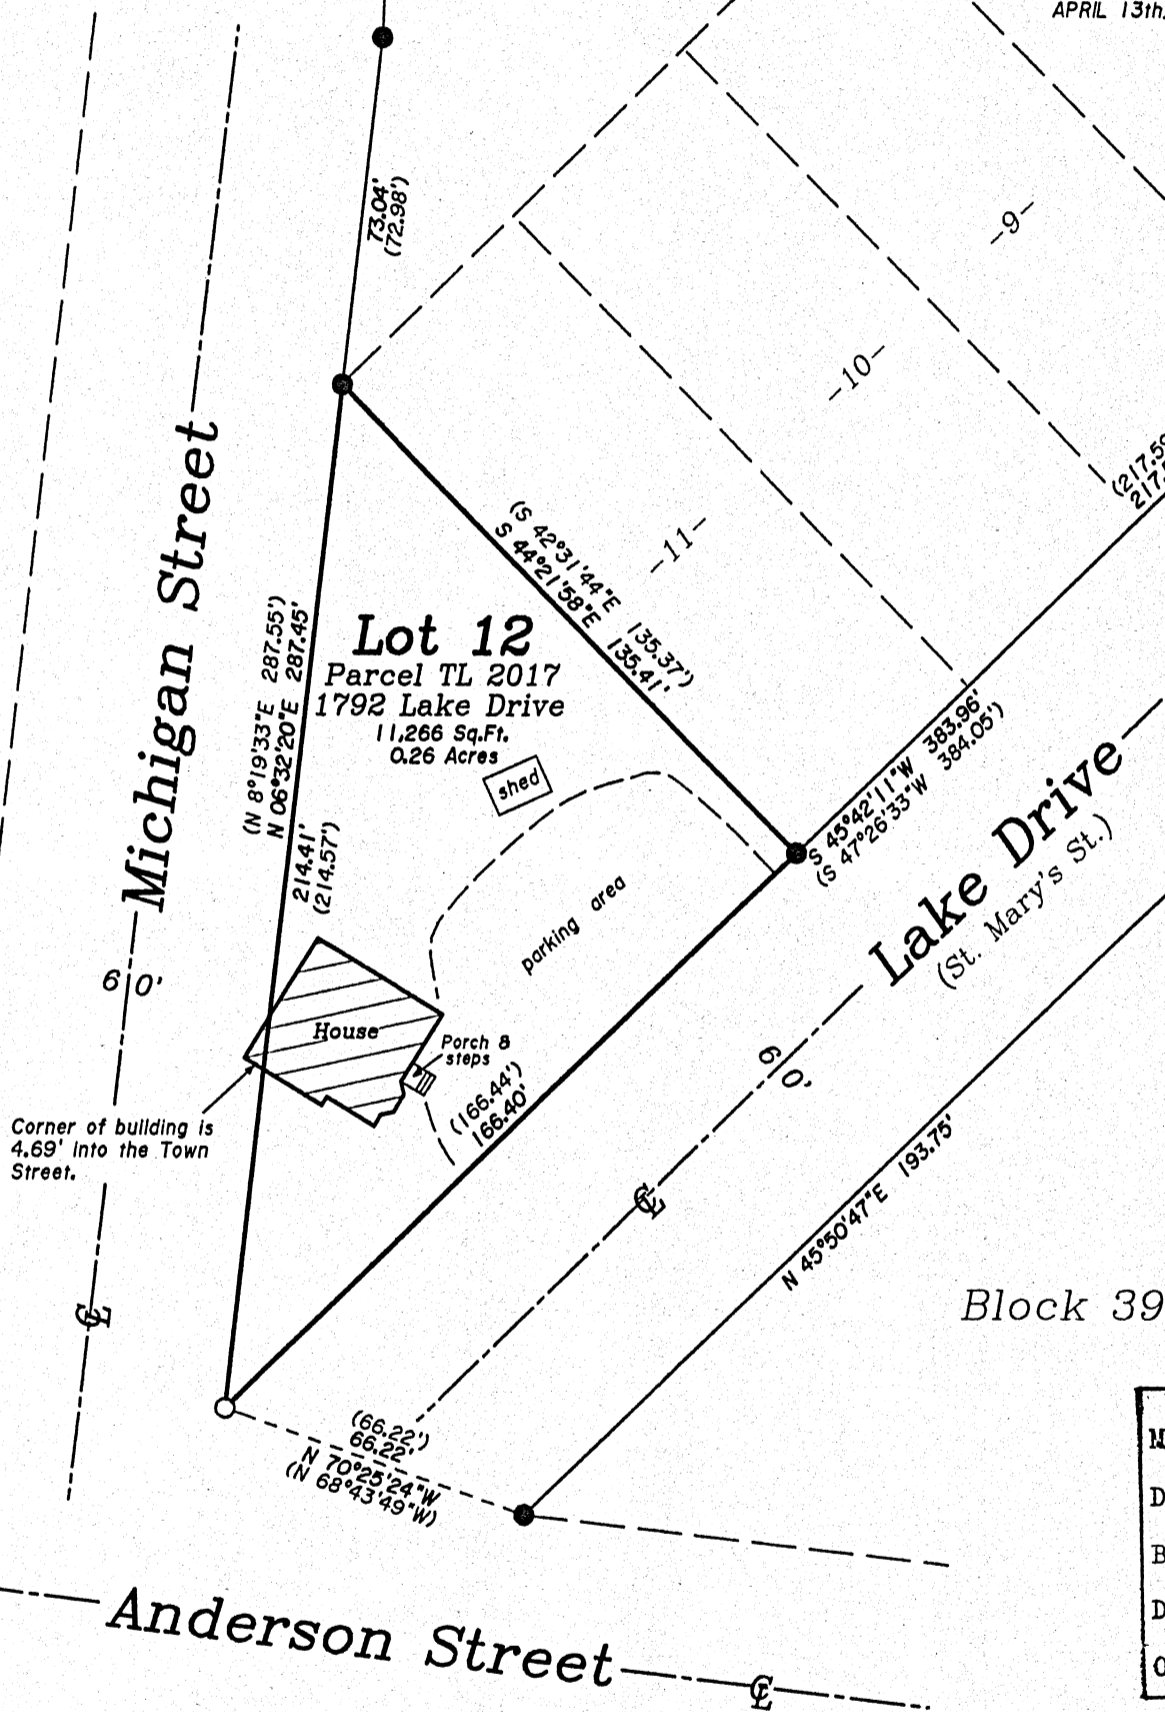 APRIL 13th.
73.04'
(72.98')
-9-
-10-
-11-
(217.59
217.
Michigan Street
60'
(S 42°31'44"E 135.37')
S 44°21'58"E 135.41'
(N 8°19'33"E 287.55')
N 06°32'20"E 287.45'
214.41'
(214.57')
Lot 12
Parcel TL 2017
1792 Lake Drive
11,266 Sq.Ft.
0.26 Acres
shed
parking area
S 45°42'11"W 383.96'
(S 47°26'33"W 384.05')
Lake Drive
(St. Mary's St.)
60'
House
Porch &
steps
(166.44')
166.40'
Corner of building is
4.69' into the Town
Street.
N 45°50'47"E 193.75'
CL
CL
Block 39
(66.22')
66.22'
N 70°25'24"W
(N 68°43'49"W)
Anderson Street
CL
D
B
D